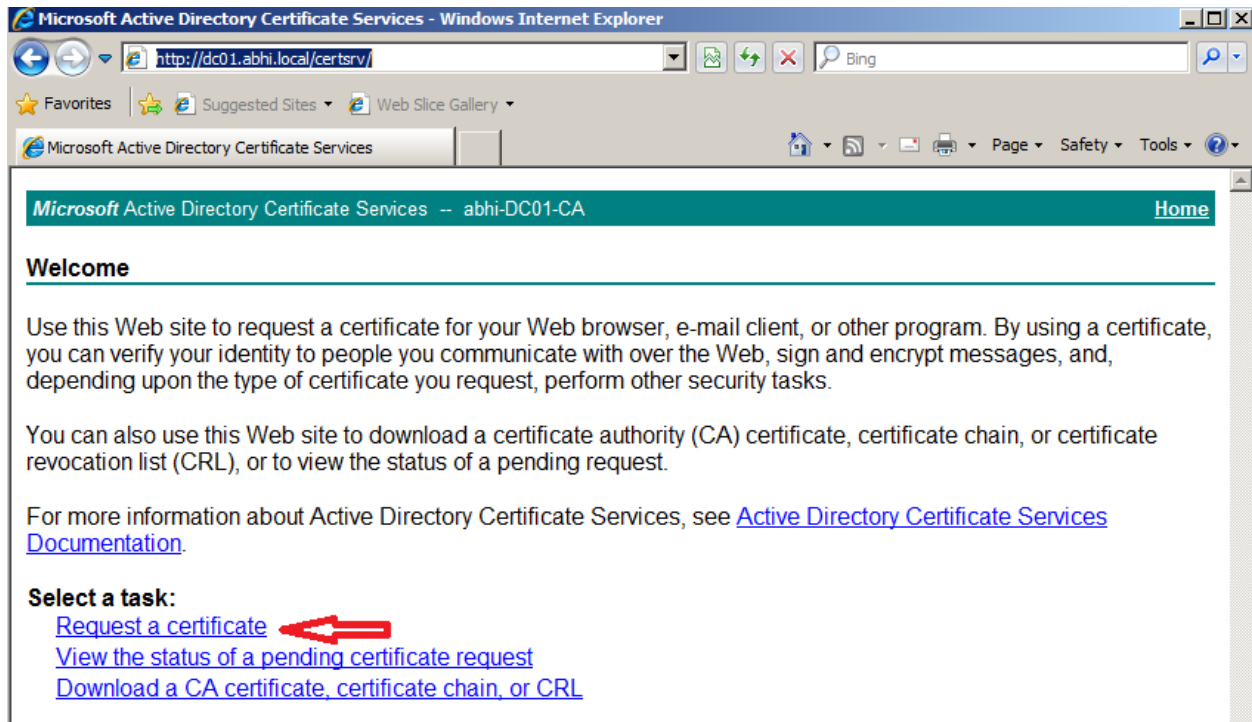 Microsoft Active Directory Certificate Services - Windows Internet Explorer
http://dc01.abhi.local/certsrv/
Bing
Favorites
Suggested Sites
Web Slice Gallery
Microsoft Active Directory Certificate Services
Page
Safety
Tools
Microsoft Active Directory Certificate Services -- abhi-DC01-CA
Home
Welcome
Use this Web site to request a certificate for your Web browser, e-mail client, or other program. By using a certificate,
you can verify your identity to people you communicate with over the Web, sign and encrypt messages, and,
depending upon the type of certificate you request, perform other security tasks.
You can also use this Web site to download a certificate authority (CA) certificate, certificate chain, or certificate
revocation list (CRL), or to view the status of a pending request.
For more information about Active Directory Certificate Services, see Active Directory Certificate Services
Documentation.
Select a task:
Request a certificate
View the status of a pending certificate request
Download a CA certificate, certificate chain, or CRL